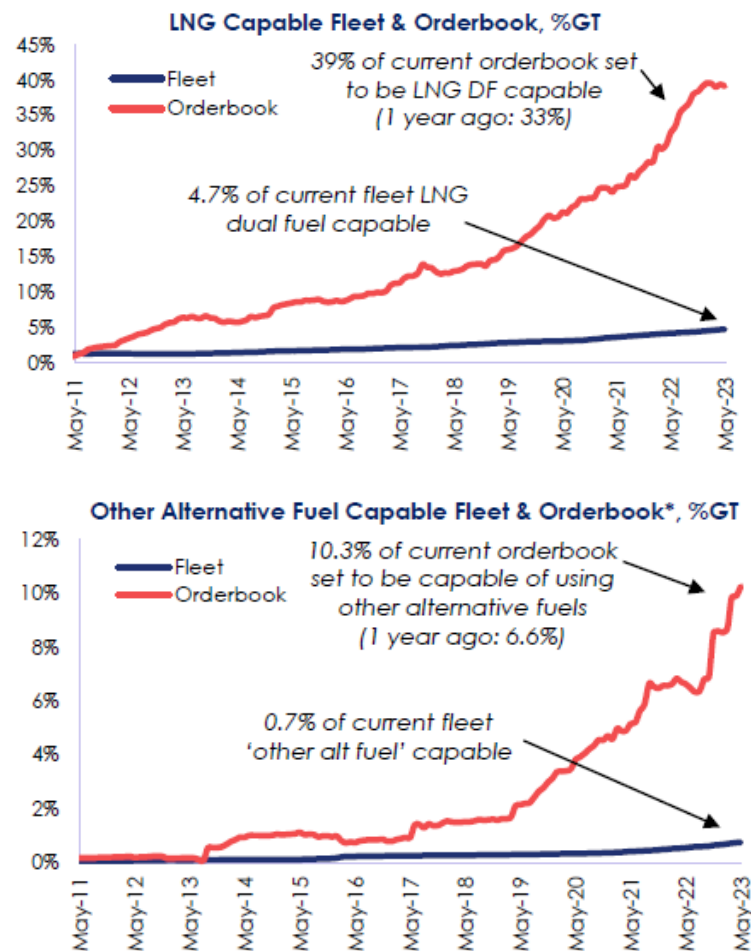 LNG Capable Fleet & Orderbook, %GT
45%
40%
35%
30%
25%
20%
15%
10%
5%
0%
Fleet
Orderbook
39% of current orderbook set
to be LNG DF capable
(1 year ago: 33%)
4.7% of current fleet LNG
dual fuel capable
May-11
May-12
May-13
May-14
May-15
May-16
May-17
May-18
May-19
May-20
May-21
May-22
May-23
Other Alternative Fuel Capable Fleet & Orderbook*, %GT
12%
10%
8%
6%
4%
2%
0%
Fleet
Orderbook
10.3% of current orderbook
set to be capable of using
other alternative fuels
(1 year ago: 6.6%)
0.7% of current fleet
‘other alt fuel’ capable
May-11
May-12
May-13
May-14
May-15
May-16
May-17
May-18
May-19
May-20
May-21
May-22
May-23